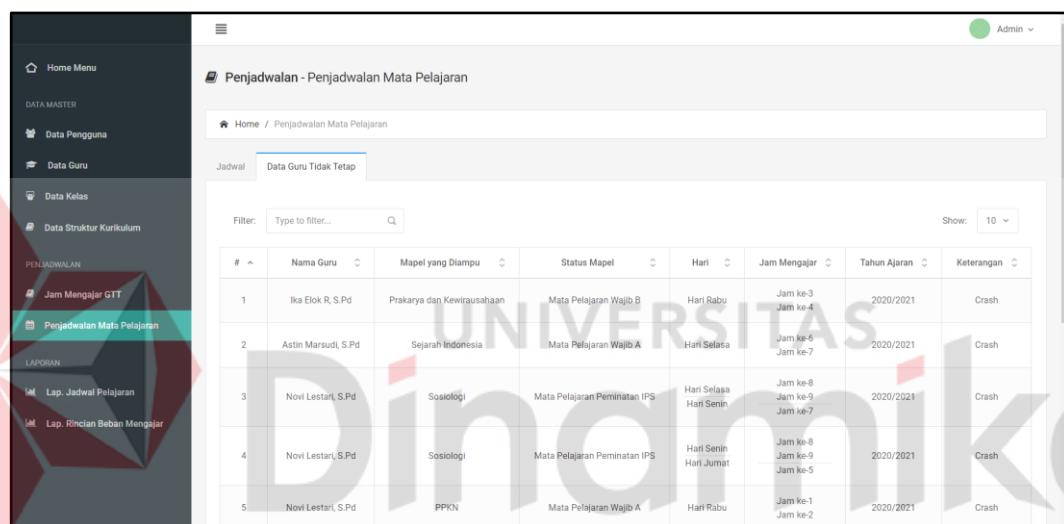 Admin
Home Menu
DATA MASTER
Data Pengguna
Data Guru
Data Kelas
Data Struktur Kurikulum
PENJADWALAN
Jam Mengajar GTT
Penjadwalan Mata Pelajaran
LAPORAN
Lap. Jadwal Pelajaran
Lap. Rincian Beban Mengajar
Penjadwalan - Penjadwalan Mata Pelajaran
Home / Penjadwalan Mata Pelajaran
Jadwal Data Guru Tidak Tetap
Filter: Type to filter... Show: 10
# Nama Guru Mapel yang Diampu Status Mapel Hari Jam Mengajar Tahun Ajaran Keterangan
1 Ika Elok R, S.Pd Prakarya dan Kewirausahaan Mata Pelajaran Wajib B Hari Rabu Jam ke-3 2020/2021 Crash
Jam ke-4
2 Astin Marsudi, S.Pd Sejarah Indonesia Mata Pelajaran Wajib A Hari Selasa Jam ke-6 2020/2021 Crash
Jam ke-7
3 Novi Lestari, S.Pd Sosiologi Mata Pelajaran Peminatan IPS Hari Selasa Jam ke-8 2020/2021 Crash
Hari Senin Jam ke-9
Jam ke-7
4 Novi Lestari, S.Pd Sosiologi Mata Pelajaran Peminatan IPS Hari Senin Jam ke-8 2020/2021 Crash
Hari Jumat Jam ke-9
Jam ke-5
5 Novi Lestari, S.Pd PPKN Mata Pelajaran Wajib A Hari Rabu Jam ke-1 2020/2021 Crash
Jam ke-2
UNIVERSITAS
Dinamika